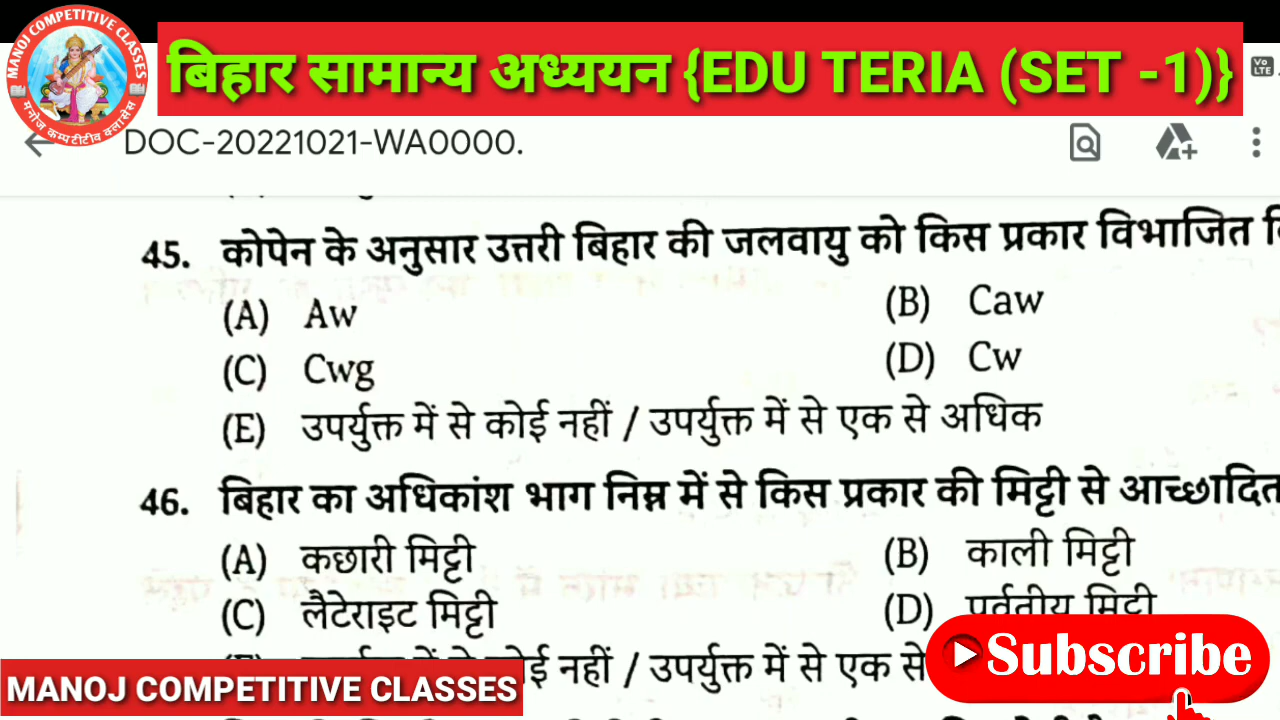 MANOJ COMPETITIVE CLASSES
मनोज कम्पटीटीव क्लासेस
बिहार सामान्य अध्ययन {EDU TERIA (SET -1)}
Vo LTE
DOC-20221021-WA0000.
45. कोपेन के अनुसार उत्तरी बिहार की जलवायु को किस प्रकार विभाजित
(A) Aw (B) Caw
(C) Cwg (D) Cw
(E) उपर्युक्त में से कोई नहीं / उपर्युक्त में से एक से अधिक
46. बिहार का अधिकांश भाग निम्न में से किस प्रकार की मिट्टी से आच्छादित
(A) कछारी मिट्टी (B) काली मिट्टी
(C) लैटेराइट मिट्टी (D) पर्वतीय मिट्टी
नहीं / उपर्युक्त में से एक से
Subscribe
MANOJ COMPETITIVE CLASSES